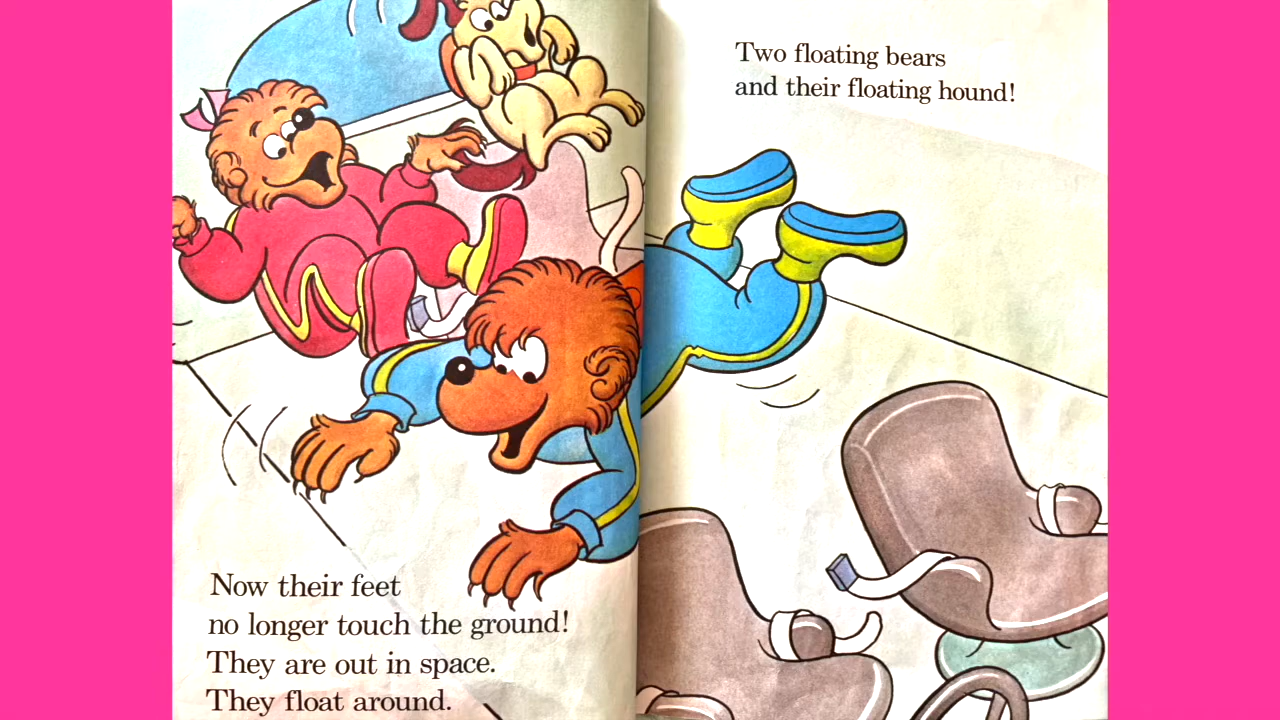 Now their feet
no longer touch the ground!
They are out in space.
They float around.
Two floating bears
and their floating hound!